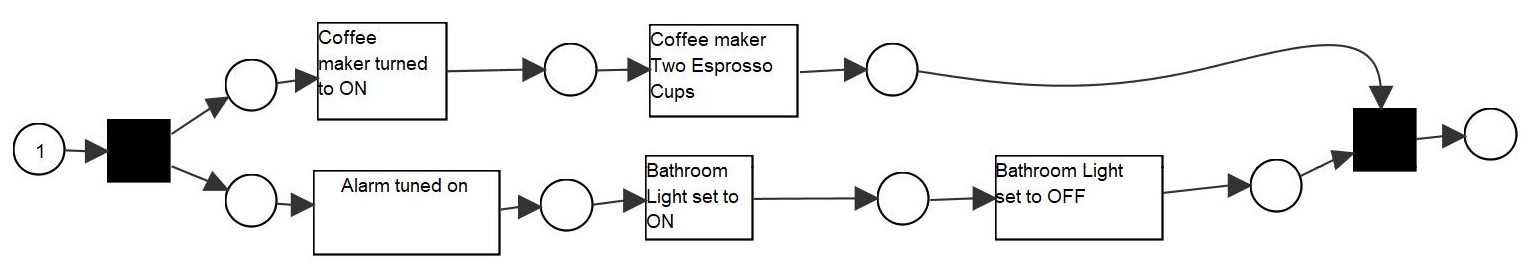 1
Coffee
maker turned
to ON
Coffee maker
Two Esprosso
Cups
Alarm tuned on
Bathroom
Light set to
ON
Bathroom Light
set to OFF